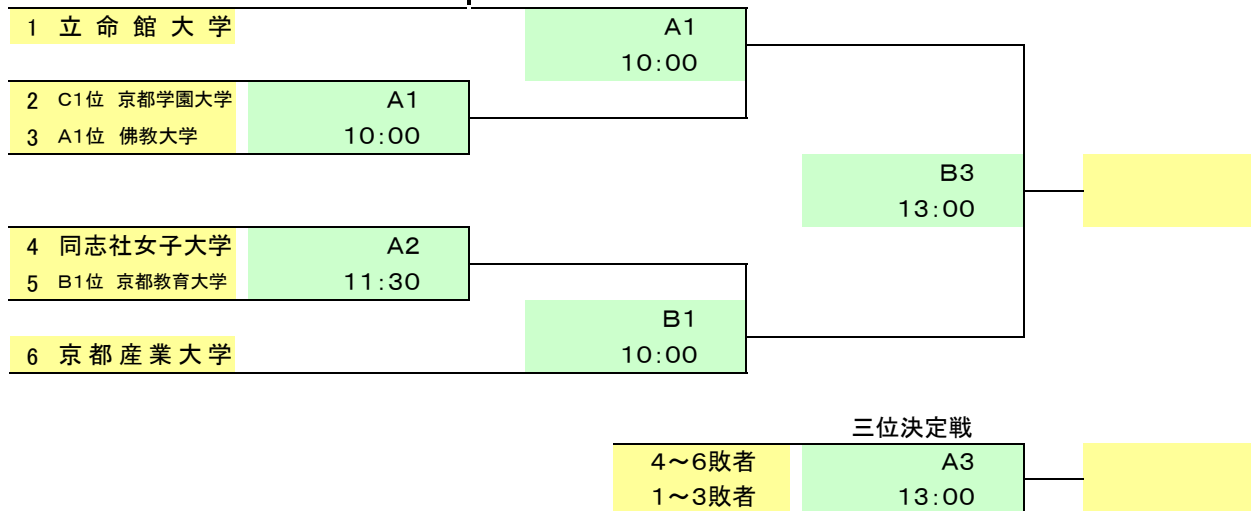 1 立命館大学
A1
10:00
2 C1位 京都学園大学
A1
3 A1位 佛教大学
10:00
B3
13:00
4 同志社女子大学
A2
5 B1位 京都教育大学
11:30
B1
6 京都産業大学
10:00
三位決定戦
4～6敗者
A3
1～3敗者
13:00